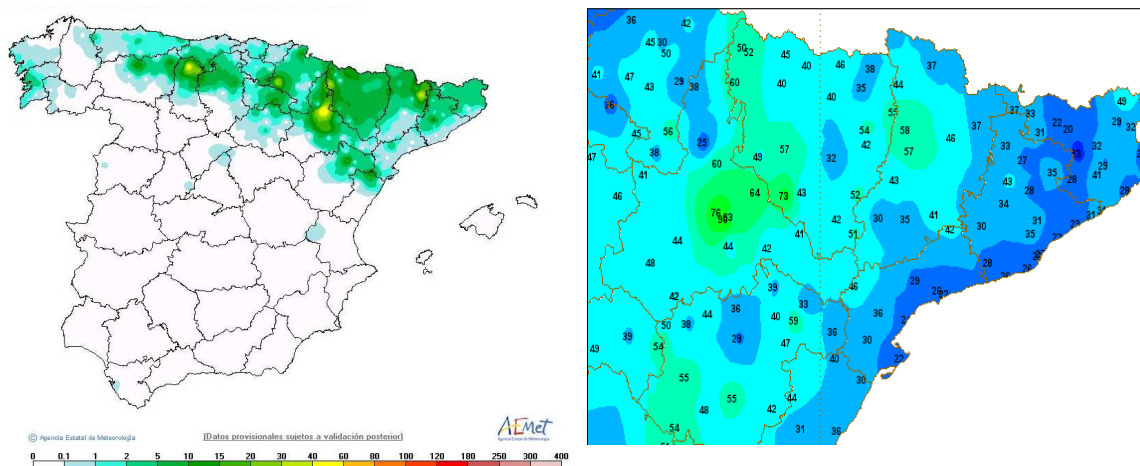 © Agencia Estatal de Meteorología
[Datos provisionales sujetos a validación posterior]
AEmet
Agencia Estatal de Meteorología
0 0.1 1 2 5 10 15 20 30 40 60 80 100 120 180 250 300 400
36 42
45 30 50 52 45
50 40 46 38 37
41 47 29 60 40 44
43 38 35 49
26 40 55 37 37 33 29
45 56 54 58 46 31 22 20 32
25 42 33 32
47 38 60 49 57 32 57 27 33 29
41 43 43 35 28 41
46 64 73 43 52 34 28 28
76 63 42 30 35 41 31 31
44 44 42 41 51 42 30 35 23
48 28 26
42 39 46 29 26
44 36 33 36
50 38 40 59
39 29 36 30
49 54 47 40 22
55 30
55 44
48 42
54 31 36